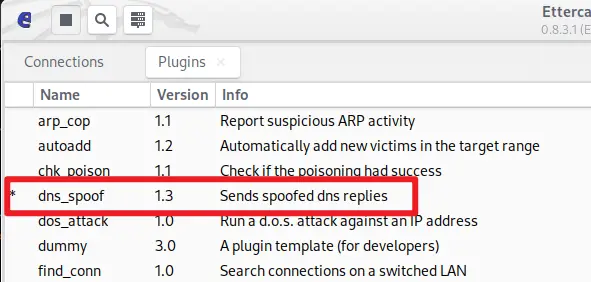 Etterca
0.8.3.1 (E
Connections Plugins ×
Name Version Info
arp_cop 1.1 Report suspicious ARP activity
autoadd 1.2 Automatically add new victims in the target range
chk_poison 1.1 Check if the poisoning had success
* dns_spoof 1.3 Sends spoofed dns replies
dos_attack 1.0 Run a d.o.s. attack against an IP address
dummy 3.0 A plugin template (for developers)
find_conn 1.0 Search connections on a switched LAN